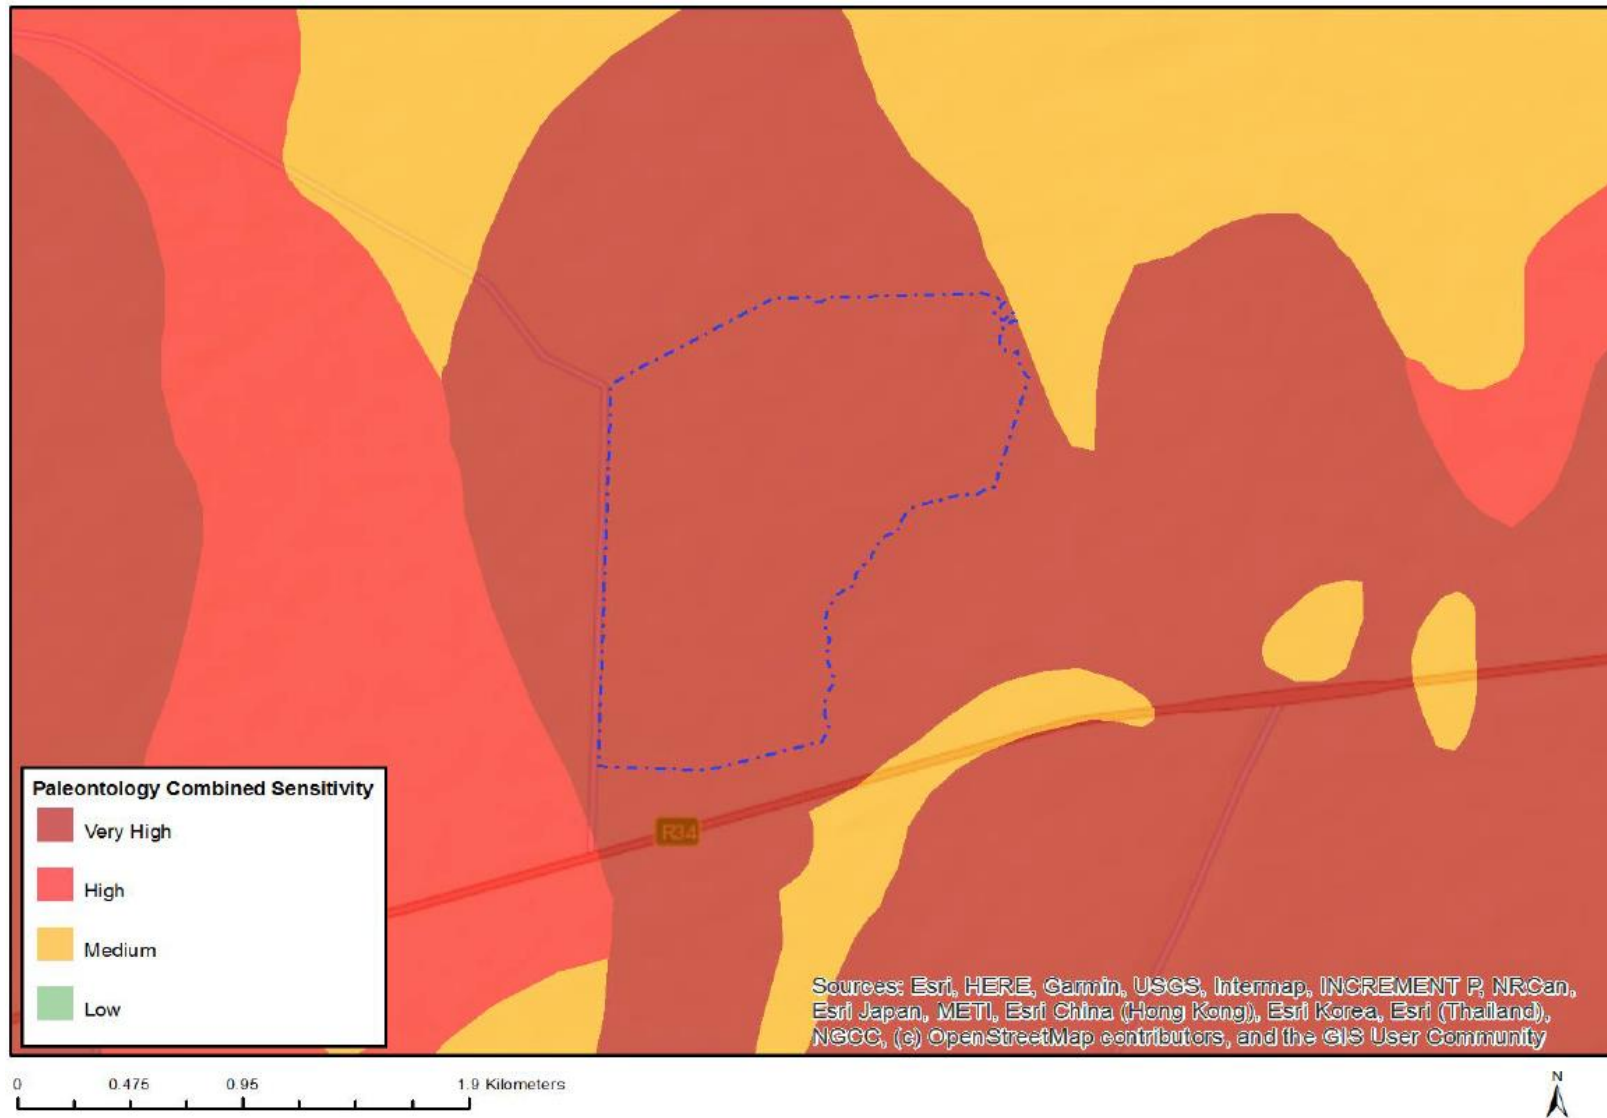 R34
Paleontology Combined Sensitivity
Very High
High
Medium
Low
Sources: Esri, HERE, Garmin, USGS, Intermap, INCREMENT P, NRCan,
Esri Japan, METI, Esri China (Hong Kong), Esri Korea, Esri (Thailand),
NGCC, (c) OpenStreetMap contributors, and the GIS User Community
0 0.475 0.95 1.9 Kilometers
N